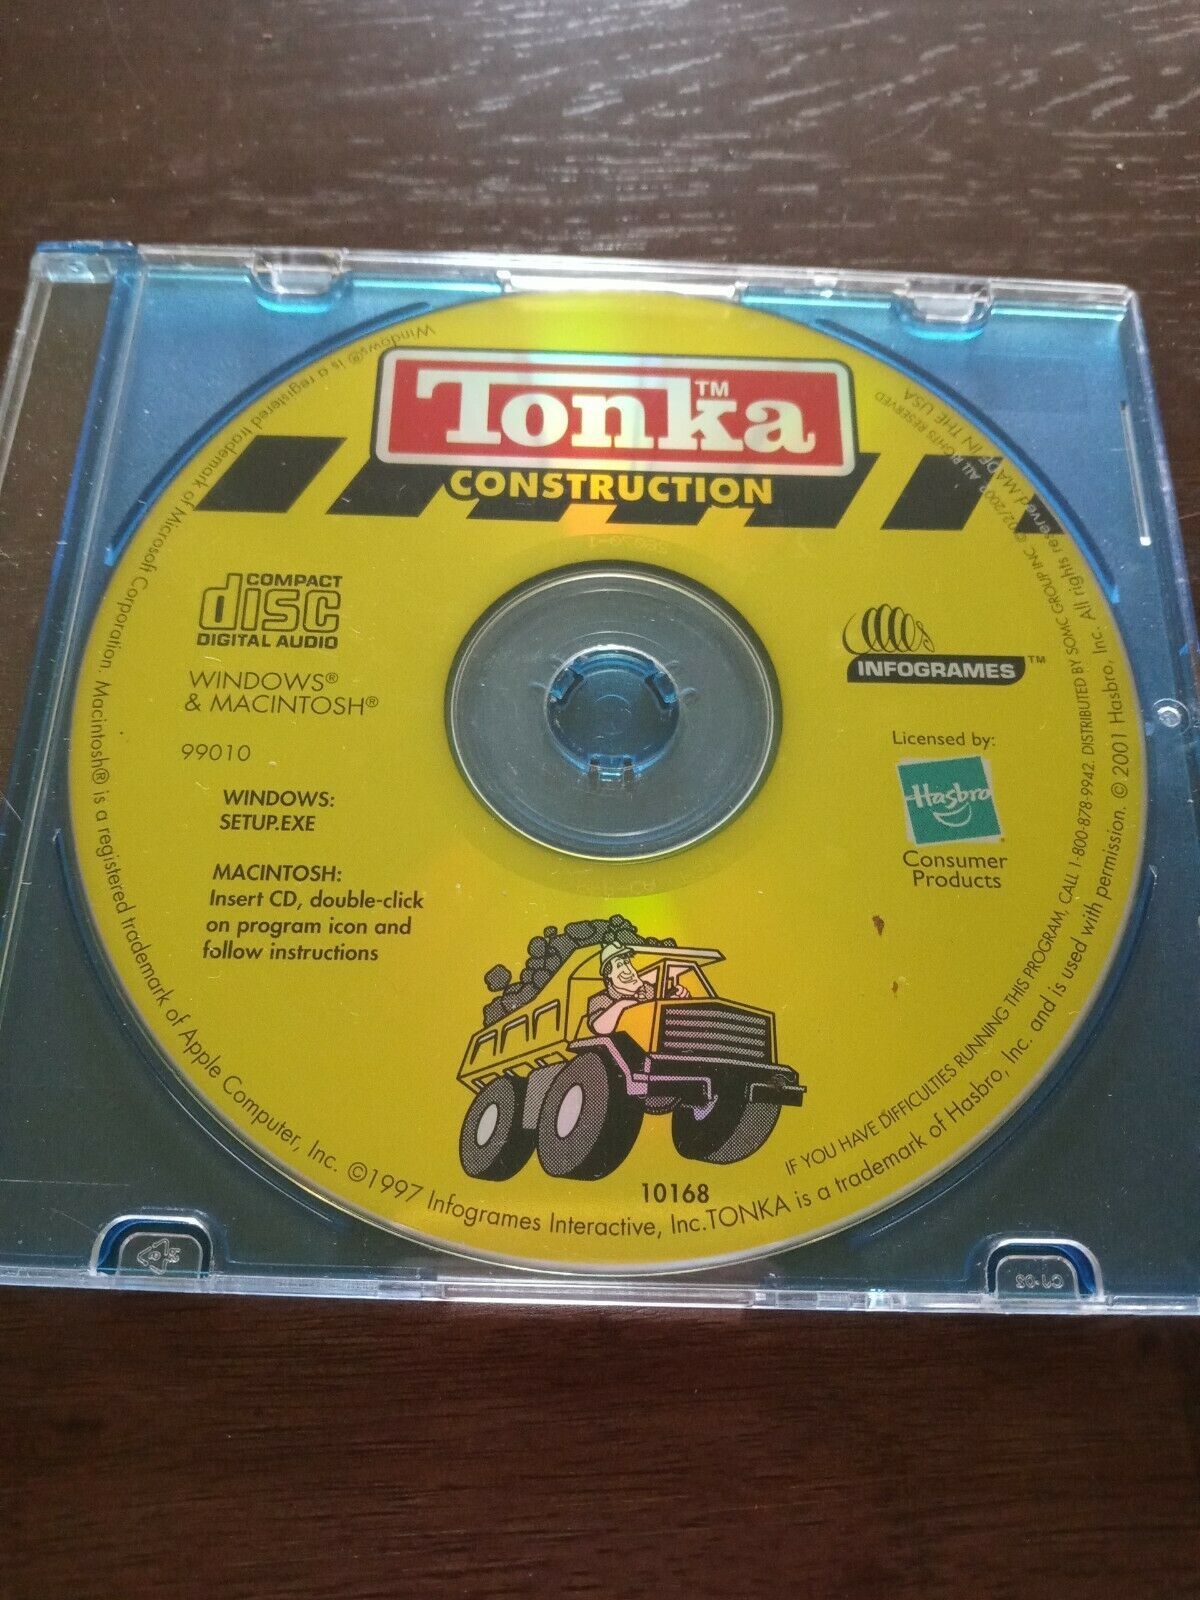 Tonka™
CONSTRUCTION
COMPACT
disc
DIGITAL AUDIO
WINDOWS®
& MACINTOSH®
99010
WINDOWS:
SETUP.EXE
MACINTOSH:
Insert CD, double-click
on program icon and
follow instructions
INFOGRAMES™
Licensed by:
Hasbro
Consumer
Products
10168
Windows® is a registered trademark of Microsoft Corporation. Macintosh® is a registered trademark of Apple Computer, Inc. ©1997 Infogrames Interactive, Inc. TONKA is a trademark of Hasbro, Inc. and is used with permission. © 2001 Hasbro, Inc. All rights reserved MADE IN THE USA
IF YOU HAVE DIFFICULTIES RUNNING THIS PROGRAM, CALL 1-800-878-9942. DISTRIBUTED BY SOMC GROUP INC ©02/2002 ALL RIGHTS RESERVED